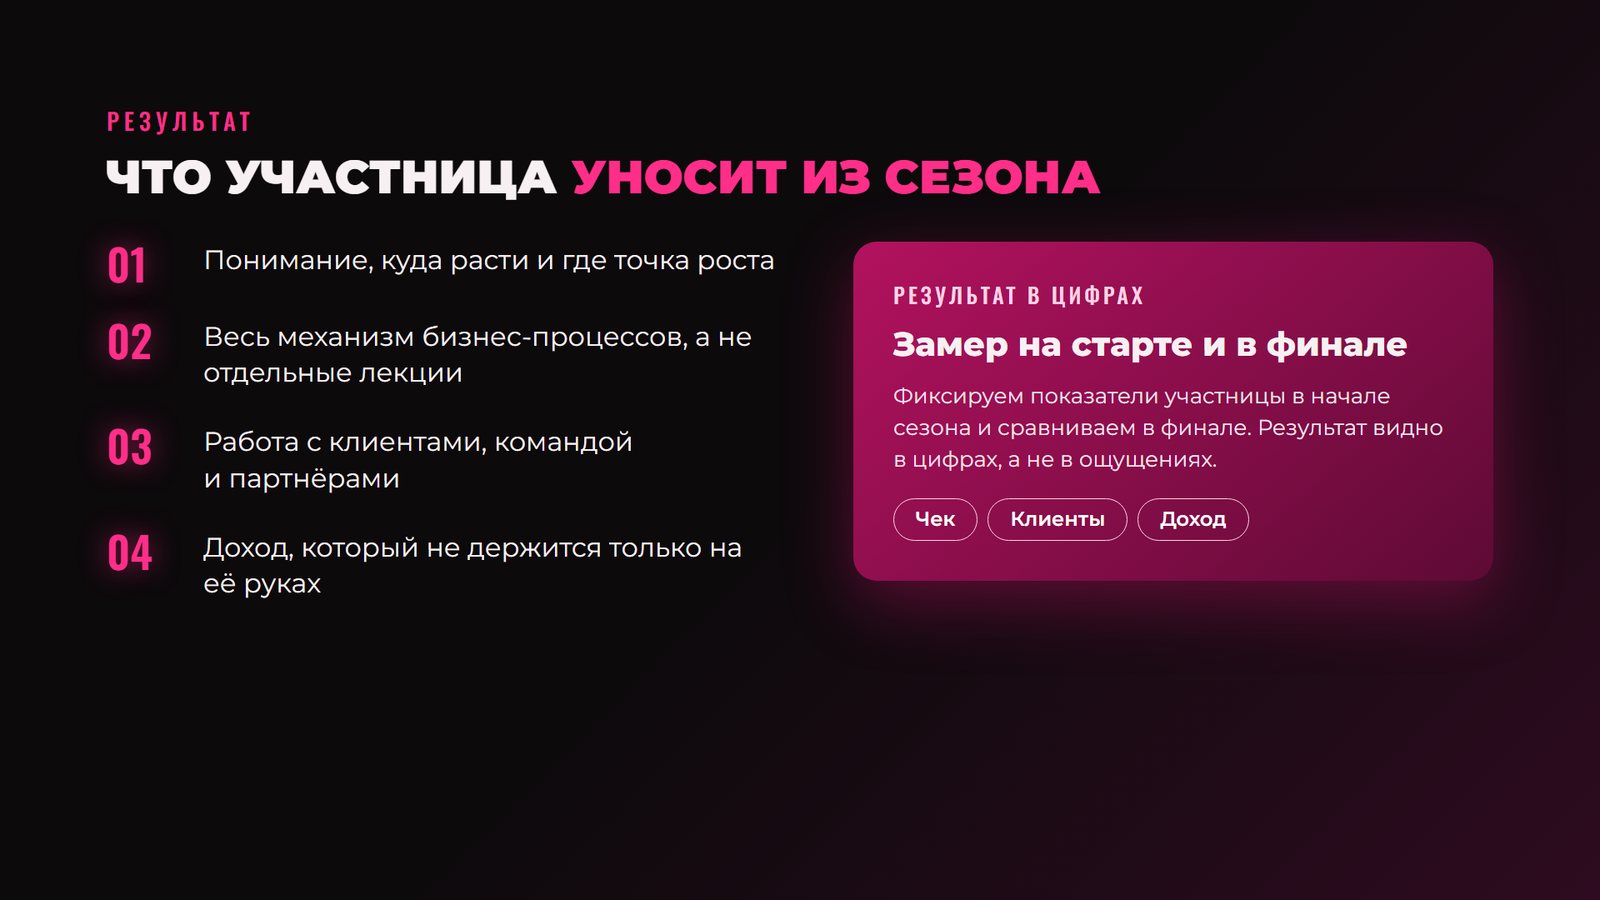 РЕЗУЛЬТАТ
ЧТО УЧАСТНИЦА УНОСИТ ИЗ СЕЗОНА
01
Понимание, куда расти и где точка роста
02
Весь механизм бизнес-процессов, а не
отдельные лекции
03
Работа с клиентами, командой
и партнёрами
04
Доход, который не держится только на
её руках
РЕЗУЛЬТАТ В ЦИФРАХ
Замер на старте и в финале
Фиксируем показатели участницы в начале
сезона и сравниваем в финале. Результат видно
в цифрах, а не в ощущениях.
Чек
Клиенты
Доход